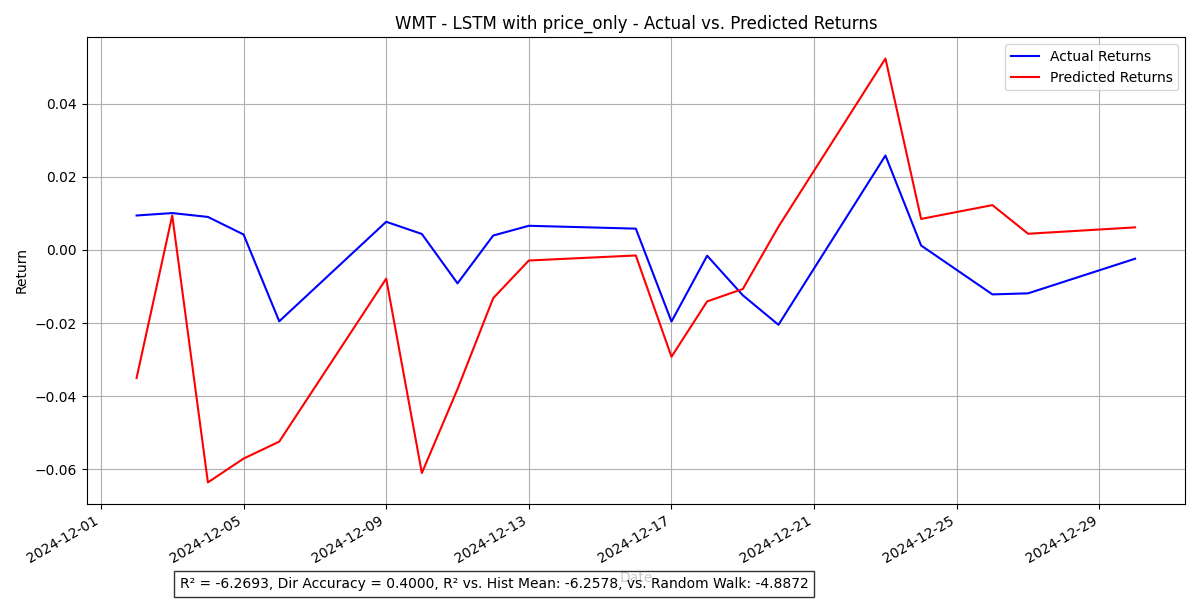 WMT - LSTM with price_only - Actual vs. Predicted Returns
Actual Returns
Predicted Returns
Return
0.04
0.02
0.00
−0.02
−0.04
−0.06
2024-12-01
2024-12-05
2024-12-09
2024-12-13
2024-12-17
2024-12-21
2024-12-25
2024-12-29
Date
R² = -6.2693, Dir Accuracy = 0.4000, R² vs. Hist Mean: -6.2578, vs. Random Walk: -4.8872